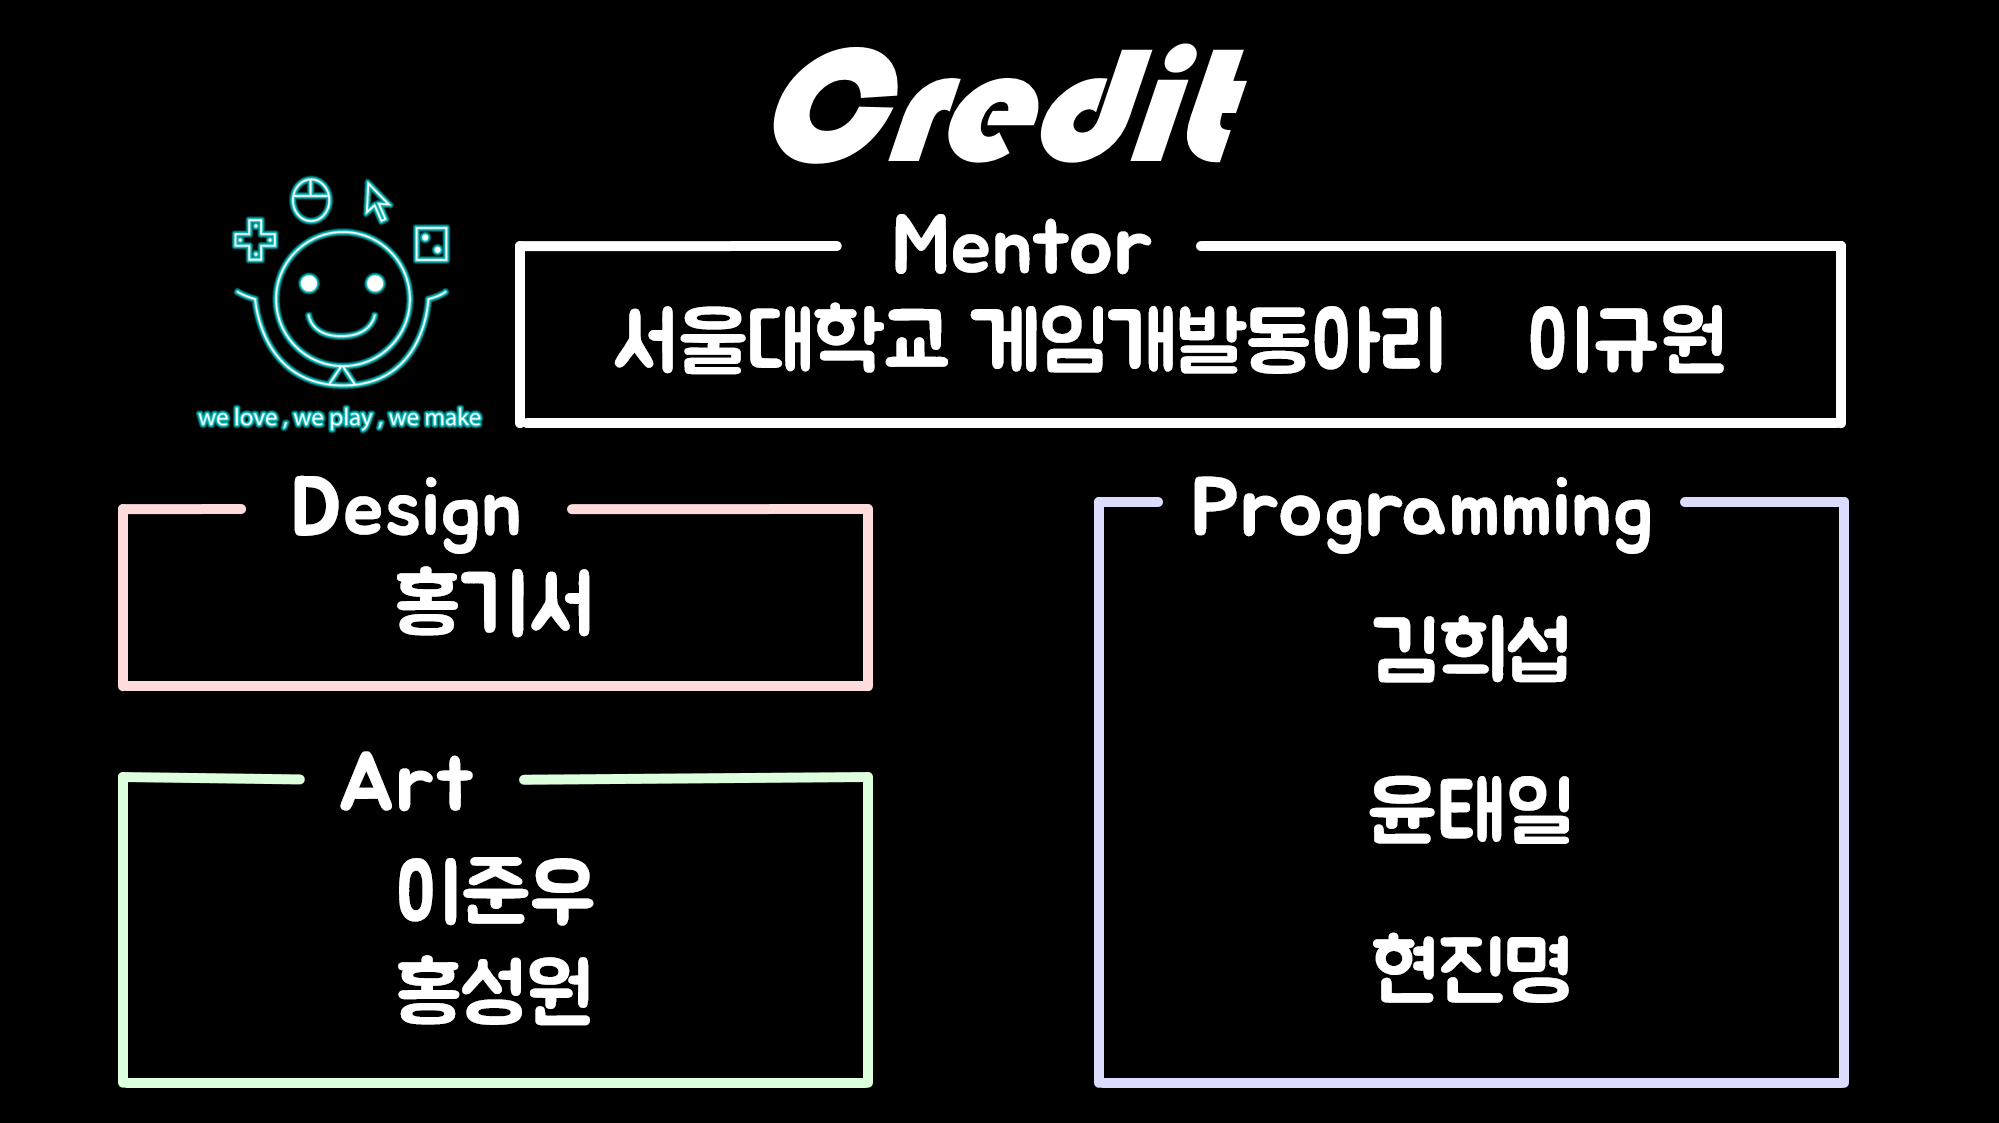 Credit
Mentor
서울대학교 게임개발동아리 이규원
we love , we play , we make
Design
홍기서
Art
이준우
홍성원
Programming
김희섭
윤태일
현진명